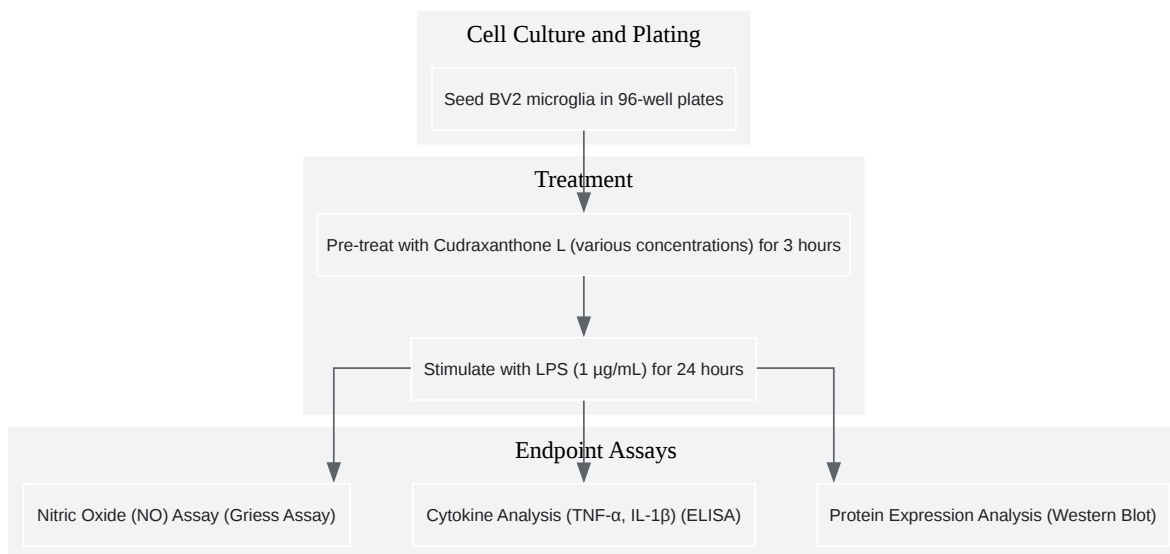 Cell Culture and Plating
Seed BV2 microglia in 96-well plates
Treatment
Pre-treat with Cudraxanthone L (various concentrations) for 3 hours
Stimulate with LPS (1 µg/mL) for 24 hours
Endpoint Assays
Nitric Oxide (NO) Assay (Griess Assay)
Cytokine Analysis (TNF-α, IL-1β) (ELISA)
Protein Expression Analysis (Western Blot)